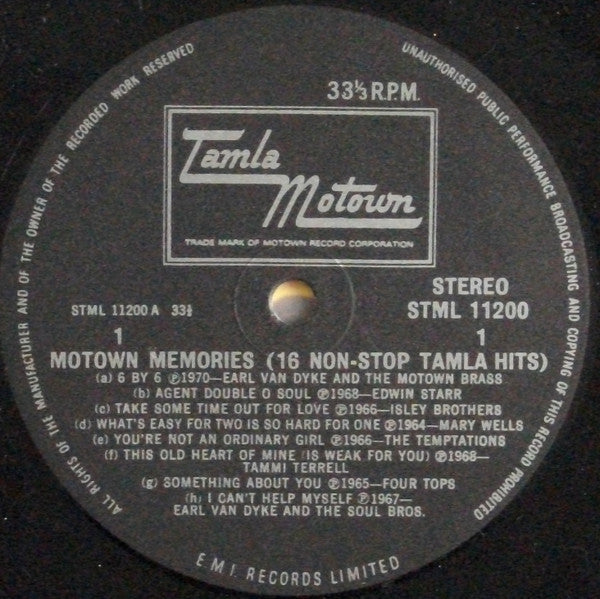 ALL RIGHTS OF THE MANUFACTURER AND OF THE OWNER OF THE RECORDED WORK RESERVED
UNAUTHORISED PUBLIC PERFORMANCE BROADCASTING AND COPYING OF THIS RECORD PROHIBITED
33⅓ R.P.M.
Tamla
Motown
TRADE MARK OF MOTOWN RECORD CORPORATION
STEREO
STML 11200 A 33⅓ STML 11200
1 1
MOTOWN MEMORIES (16 NON-STOP TAMLA HITS)
(a) 6 BY 6 ℗1970—EARL VAN DYKE AND THE MOTOWN BRASS
(b) AGENT DOUBLE O SOUL ℗1968—EDWIN STARR
(c) TAKE SOME TIME OUT FOR LOVE ℗1966—ISLEY BROTHERS
(d) WHAT'S EASY FOR TWO IS SO HARD FOR ONE ℗1964—MARY WELLS
(e) YOU'RE NOT AN ORDINARY GIRL ℗1966—THE TEMPTATIONS
(f) THIS OLD HEART OF MINE (IS WEAK FOR YOU) ℗1968—
TAMMI TERRELL
(g) SOMETHING ABOUT YOU ℗1965—FOUR TOPS
(h) I CAN'T HELP MYSELF ℗1967—
EARL VAN DYKE AND THE SOUL BROS.
E.M.I. RECORDS LIMITED